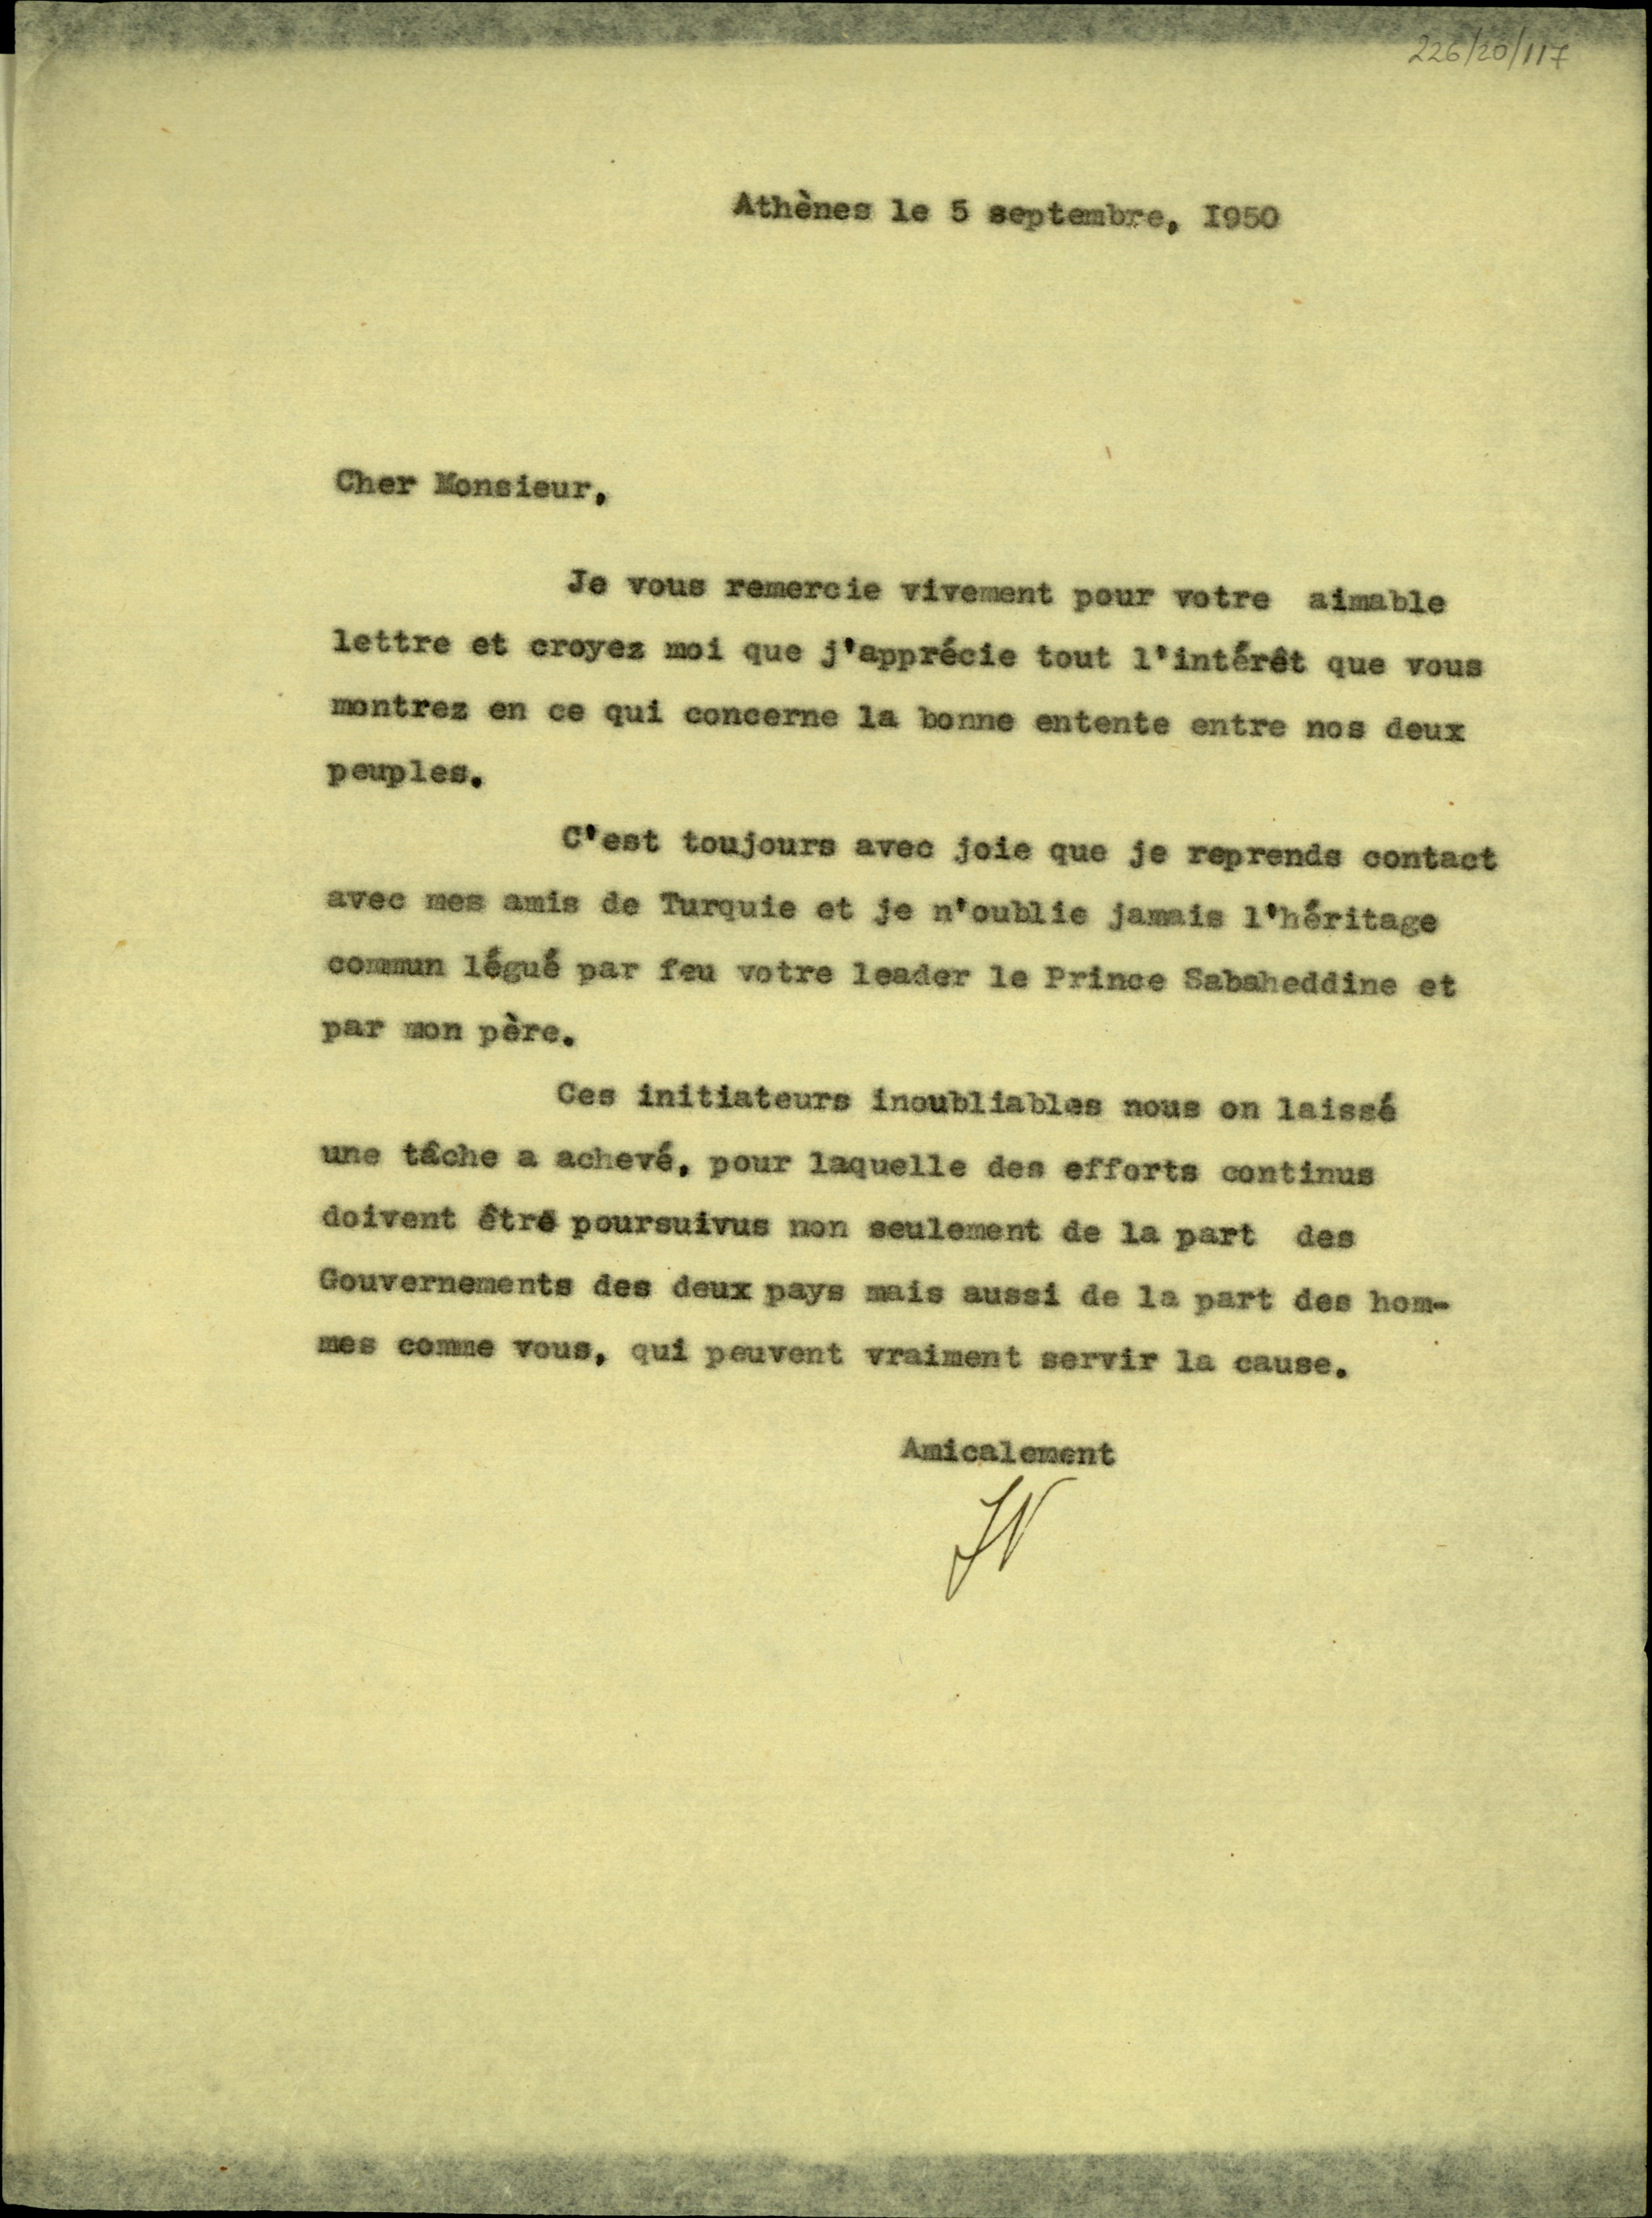 226/20/117
Athènes le 5 septembre, I950
Cher Monsieur,
Je vous remercie vivement pour votre aimable
lettre et croyez moi que j'apprécie tout l'intérêt que vous
montrez en ce qui concerne la bonne entente entre nos deux
peuples.
C'est toujours avec joie que je reprends contact
avec mes amis de Turquie et je n'oublie jamais l'héritage
commun légué par feu votre leader le Prince Sabaheddine et
par mon père.
Ces initiateurs inoubliables nous on laissé
une tâche a achevé, pour laquelle des efforts continus
doivent être poursuivus non seulement de la part des
Gouvernements des deux pays mais aussi de la part des hom-
mes comme vous, qui peuvent vraiment servir la cause.
Amicalement